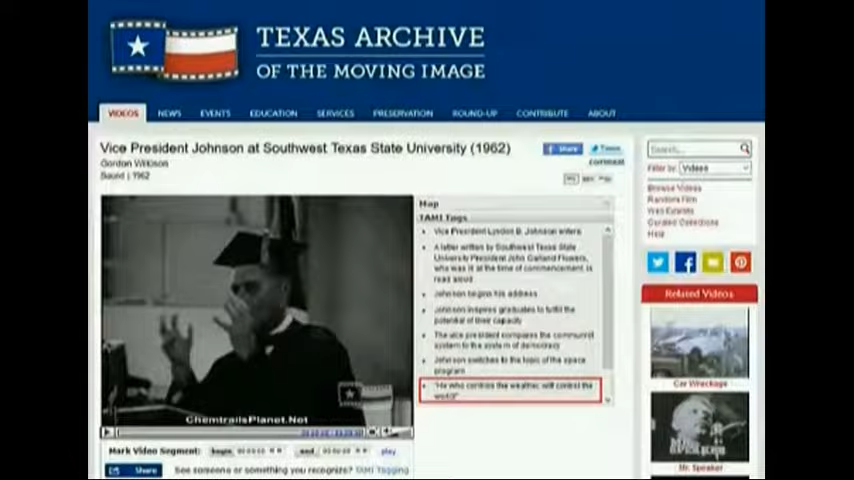 TEXAS ARCHIVE
OF THE MOVING IMAGE
VIDEOS NEWS EVENTS EDUCATION SERVICES PRESERVATION ROUND-UP CONTRIBUTE ABOUT
Vice President Johnson at Southwest Texas State University (1962)
Share
Tweet
comment
Gordon Wilkison
Sound | 1962
Search...
Filter by: Videos
Browse Videos
Random Film
Web Exhibits
Curated Collections
Help
Map
TAMI Tags
Vice President Lyndon B. Johnson enters
A letter written by Southwest Texas State
University President John Garland Flowers,
who was ill at the time of commencement, is
read aloud
Johnson begins his address
Johnson inspires graduates to fulfill the
potential of their capacity
The vice president compares the communist
system to the system of democracy
Johnson switches to the topic of the space
program
"He who controls the weather, will control the
world"
Related Videos
Car Wreckage
Mr. Speaker
ChemtrailsPlanet.Net
Mark Video Segment: begin end play
Share
See someone or something you recognize? TAMI Tagging